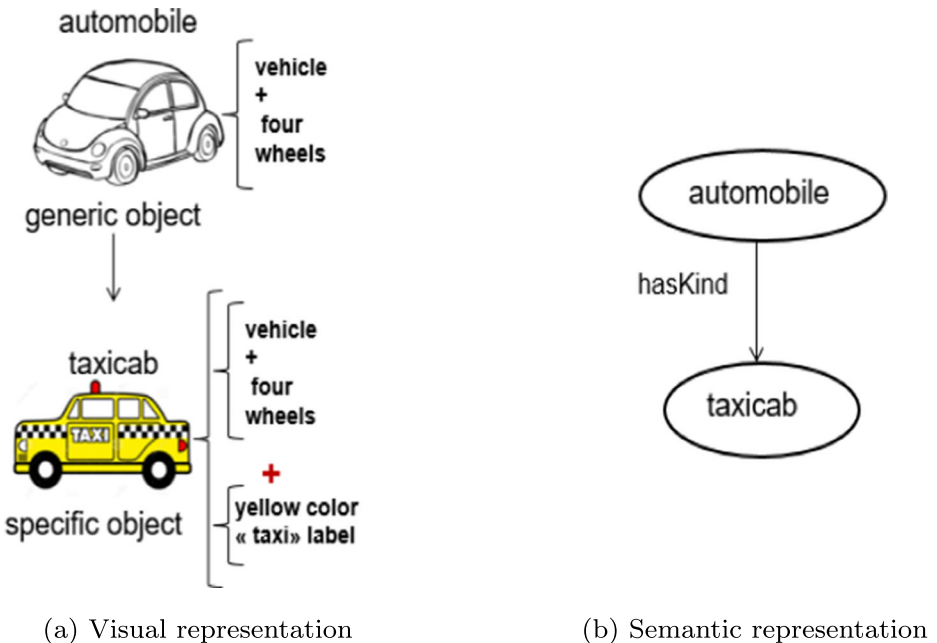 automobile
vehicle
+
four
wheels
generic object
taxicab
TAXI
specific object
vehicle
+
four
wheels
+
yellow color
« taxi» label
(a) Visual representation
automobile
hasKind
taxicab
(b) Semantic representation